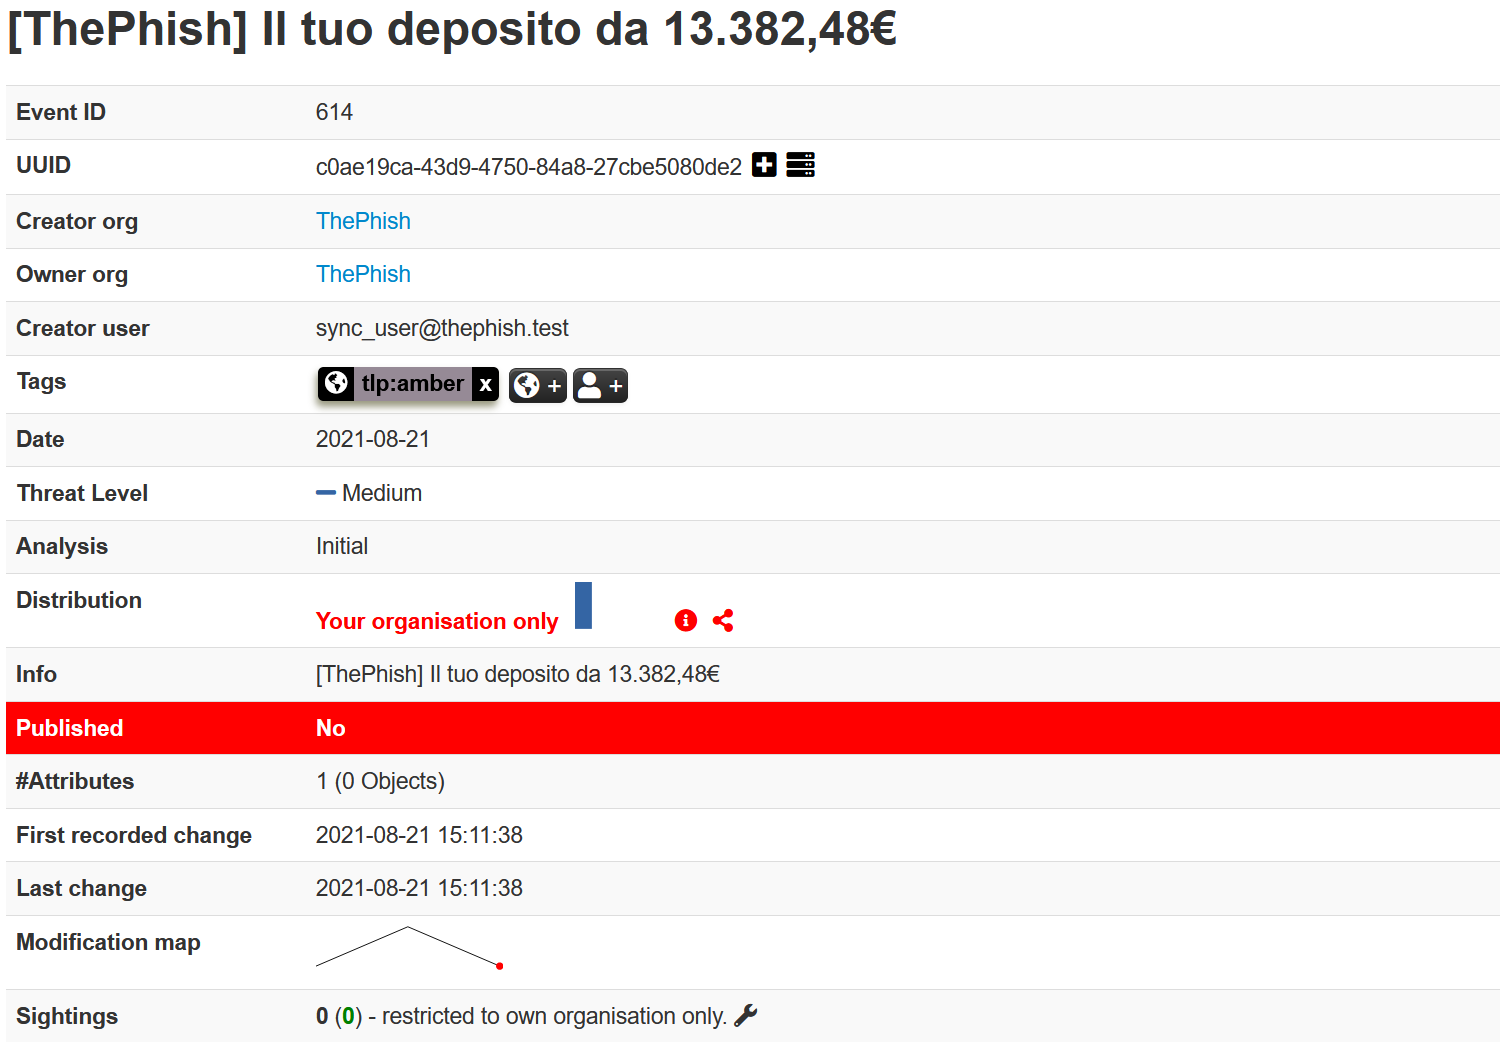 [ThePhish] Il tuo deposito da 13.382,48€
Event ID 614
UUID c0ae19ca-43d9-4750-84a8-27cbe5080de2
Creator org ThePhish
Owner org ThePhish
Creator user sync_user@thephish.test
Tags tlp:amber x + +
Date 2021-08-21
Threat Level Medium
Analysis Initial
Distribution Your organisation only
Info [ThePhish] Il tuo deposito da 13.382,48€
Published No
#Attributes 1 (0 Objects)
First recorded change 2021-08-21 15:11:38
Last change 2021-08-21 15:11:38
Modification map
Sightings 0 (0) - restricted to own organisation only.